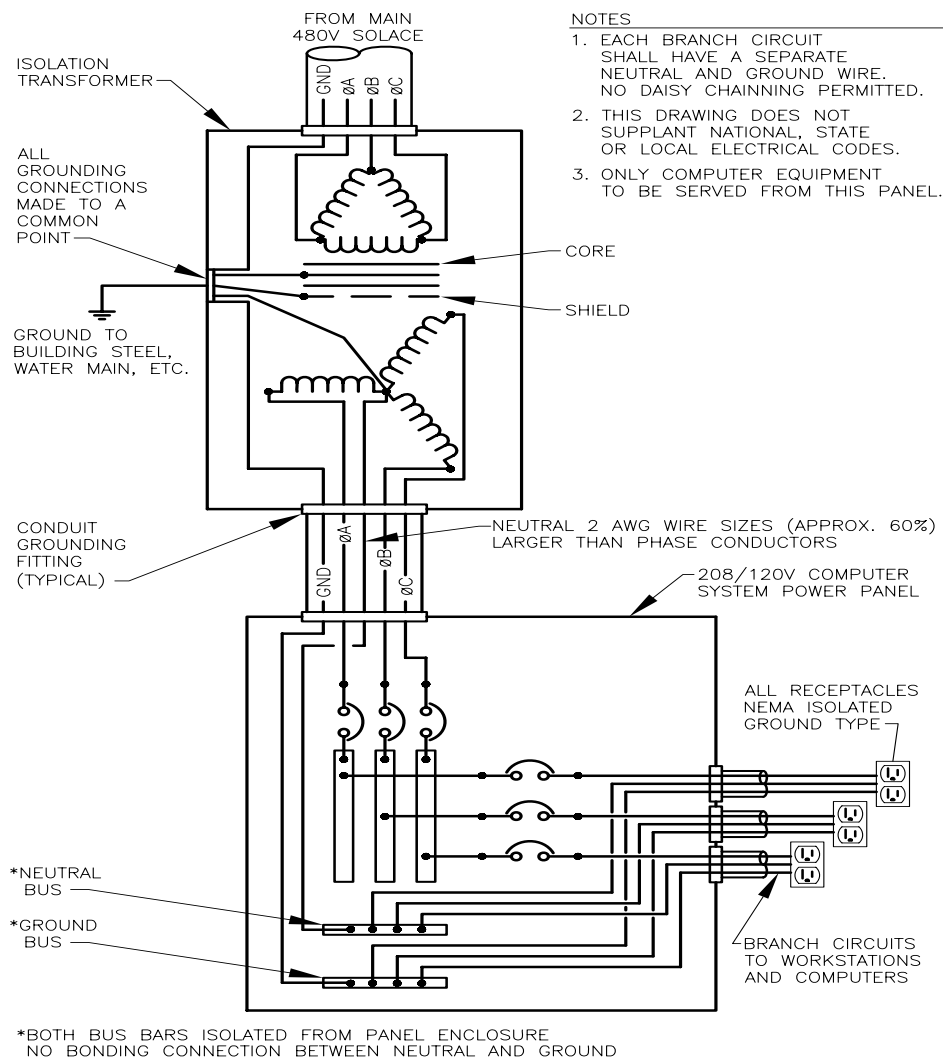 FROM MAIN
480V SOLACE
GND
ØA
ØB
ØC
ISOLATION
TRANSFORMER
ALL
GROUNDING
CONNECTIONS
MADE TO A
COMMON
POINT
GROUND TO
BUILDING STEEL,
WATER MAIN, ETC.
NOTES
1. EACH BRANCH CIRCUIT
SHALL HAVE A SEPARATE
NEUTRAL AND GROUND WIRE.
NO DAISY CHAINNING PERMITTED.
2. THIS DRAWING DOES NOT
SUPPLANT NATIONAL, STATE
OR LOCAL ELECTRICAL CODES.
3. ONLY COMPUTER EQUIPMENT
TO BE SERVED FROM THIS PANEL.
CORE
SHIELD
CONDUIT
GROUNDING
FITTING
(TYPICAL)
GND
ØA
ØB
ØC
NEUTRAL 2 AWG WIRE SIZES (APPROX. 60%)
LARGER THAN PHASE CONDUCTORS
208/120V COMPUTER
SYSTEM POWER PANEL
ALL RECEPTACLES
NEMA ISOLATED
GROUND TYPE
*NEUTRAL
BUS
*GROUND
BUS
BRANCH CIRCUITS
TO WORKSTATIONS
AND COMPUTERS
*BOTH BUS BARS ISOLATED FROM PANEL ENCLOSURE
NO BONDING CONNECTION BETWEEN NEUTRAL AND GROUND